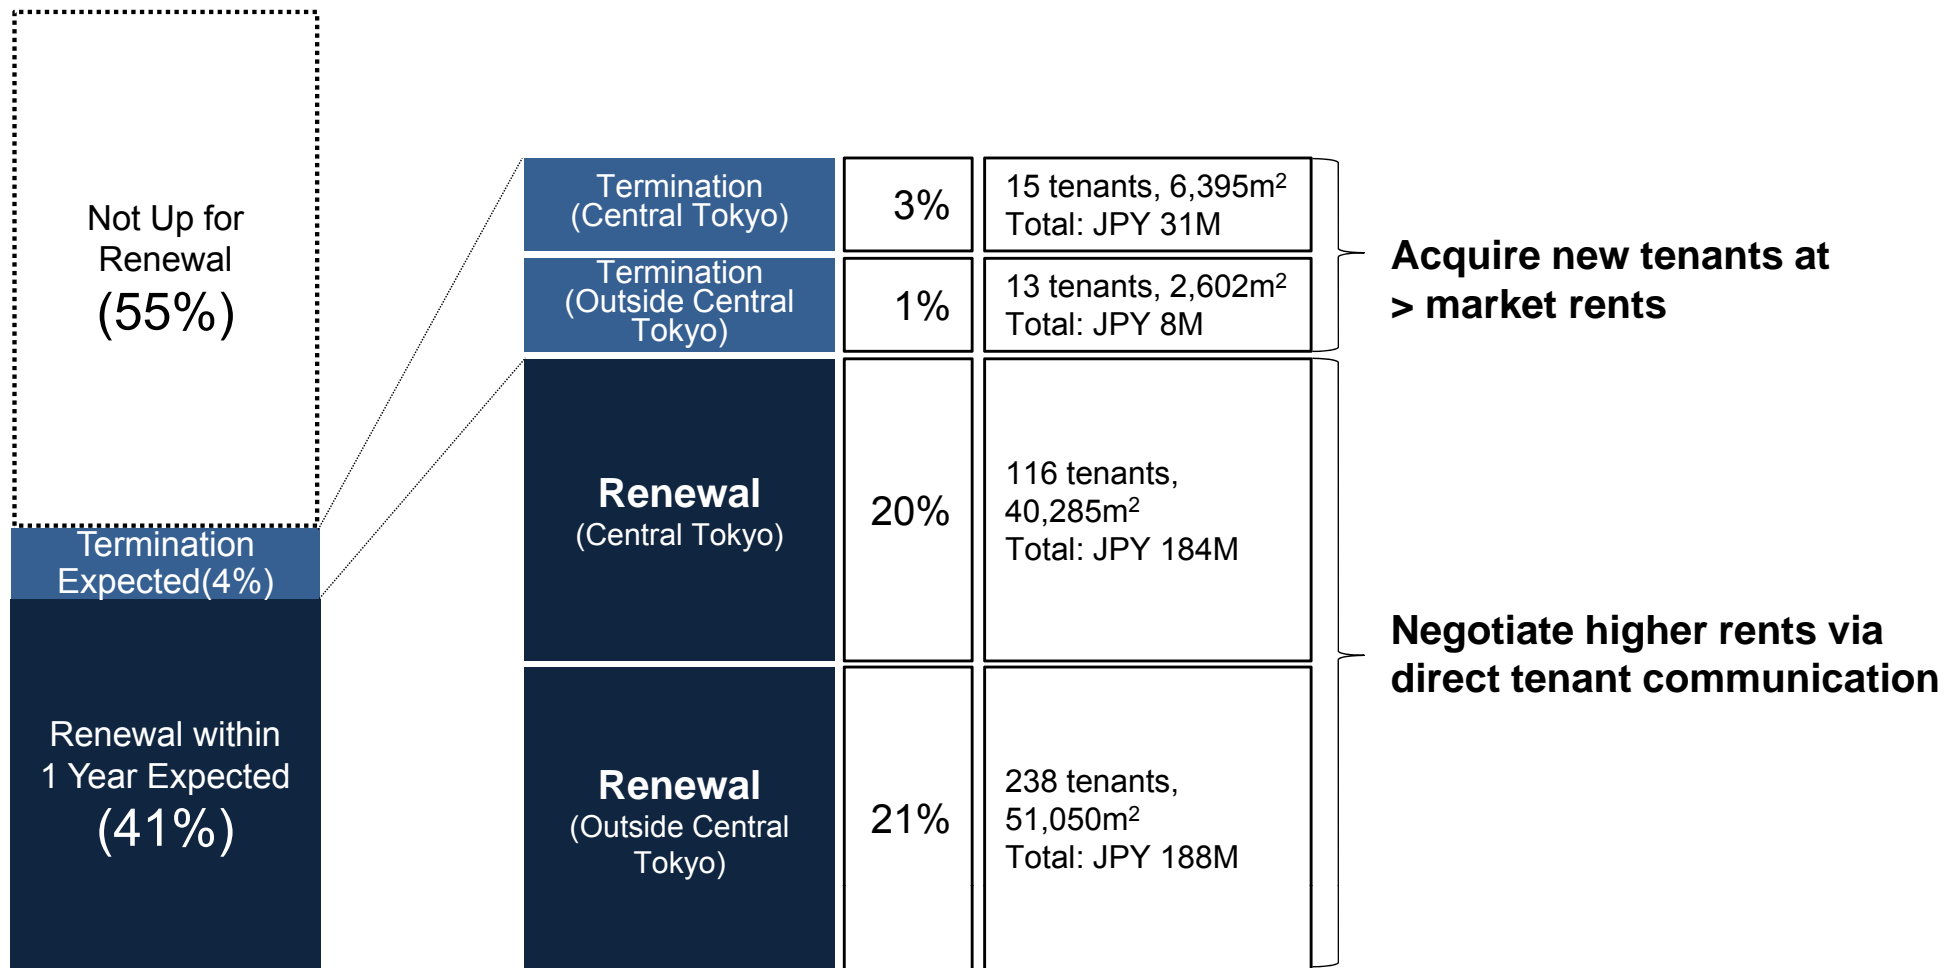 Not Up for
Renewal
(55%)
Termination
Expected(4%)
Renewal within
1 Year Expected
(41%)
Termination
(Central Tokyo)
3%
15 tenants, 6,395m²
Total: JPY 31M
Termination
(Outside Central
Tokyo)
1%
13 tenants, 2,602m²
Total: JPY 8M
Renewal
(Central Tokyo)
20%
116 tenants,
40,285m²
Total: JPY 184M
Renewal
(Outside Central
Tokyo)
21%
238 tenants,
51,050m²
Total: JPY 188M
Acquire new tenants at
> market rents
Negotiate higher rents via
direct tenant communication